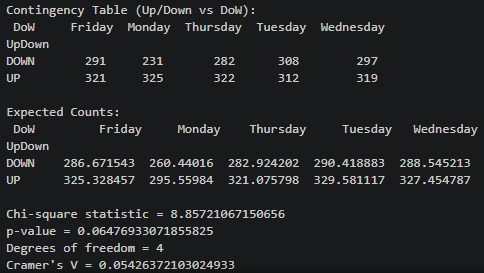 Contingency Table (Up/Down vs DoW):
DoW Friday Monday Thursday Tuesday Wednesday
UpDown
DOWN 291 231 282 308 297
UP 321 325 322 312 319
Expected Counts:
DoW Friday Monday Thursday Tuesday Wednesday
UpDown
DOWN 286.671543 260.44016 282.924202 290.418883 288.545213
UP 325.328457 295.55984 321.075798 329.581117 327.454787
Chi-square statistic = 8.85721067150656
p-value = 0.06476933071855825
Degrees of freedom = 4
Cramer's V = 0.05426372103024933